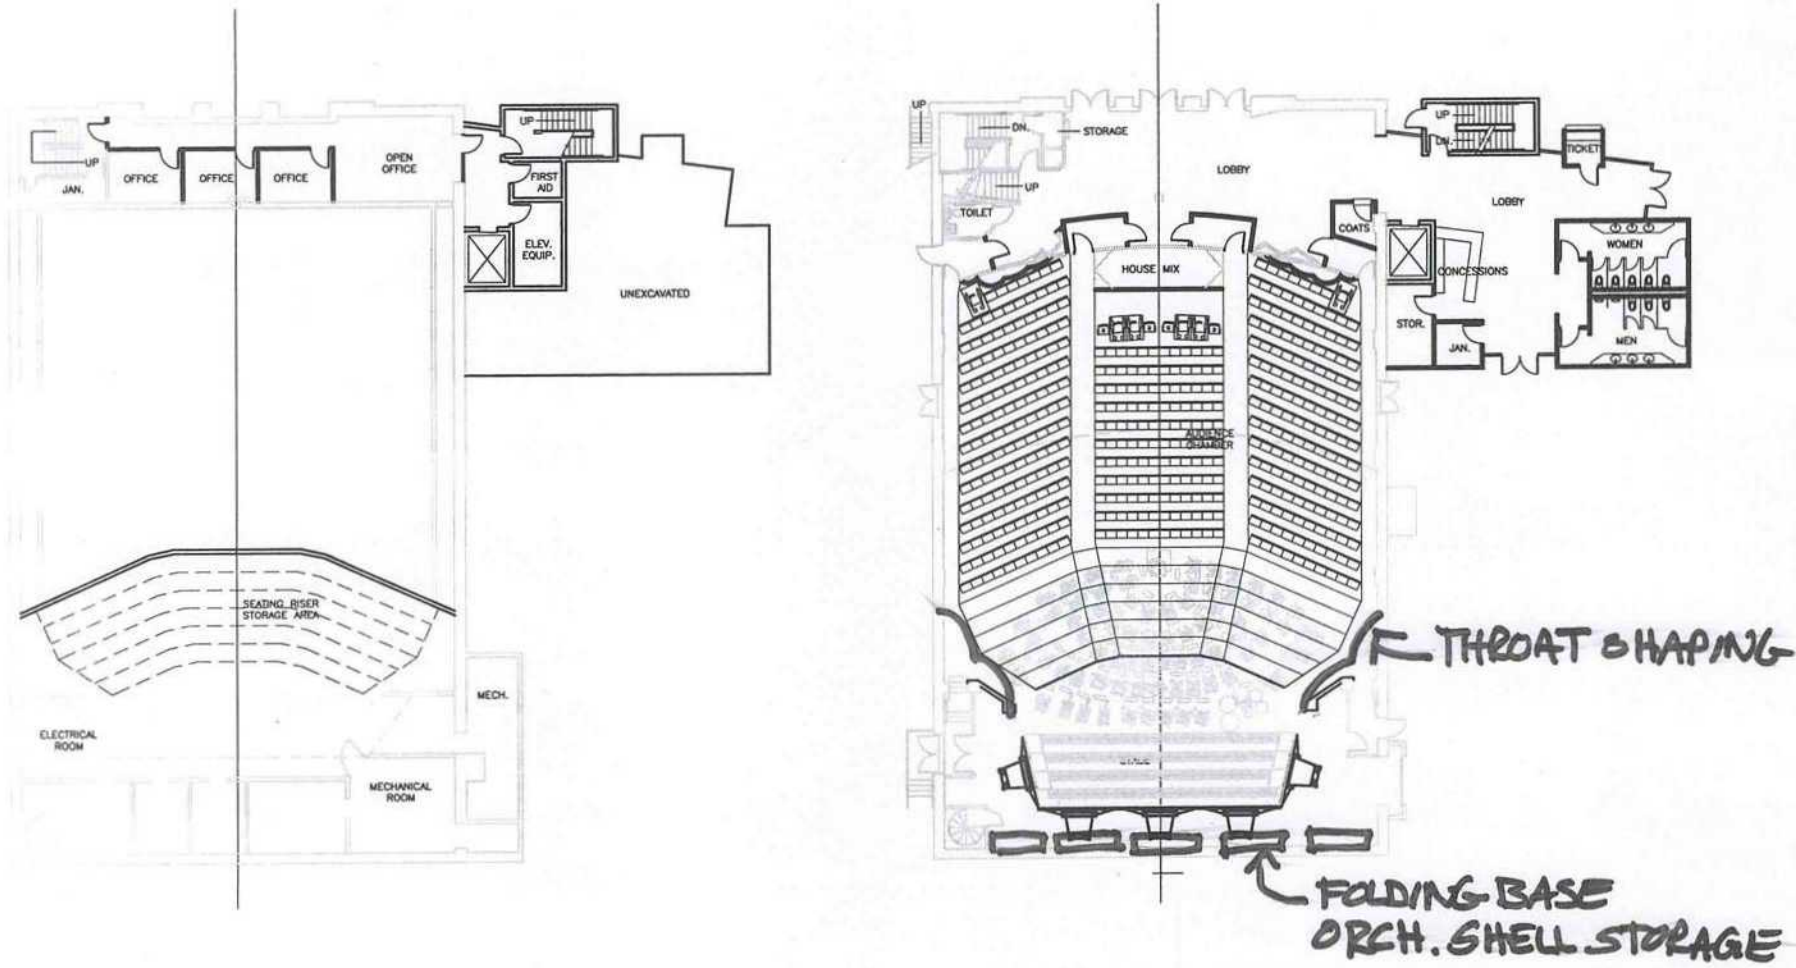 UP
UP
JAN.
OFFICE
OFFICE
OFFICE
OPEN
OFFICE
FIRST
AID
ELEV.
EQUIP.
UNEXCAVATED
SEATING RISER
STORAGE AREA
ELECTRICAL
ROOM
MECH.
MECHANICAL
ROOM
UP
DN.
STORAGE
UP
TOILET
LOBBY
UP
DN.
TICKET
LOBBY
COATS
WOMEN
CONCESSIONS
HOUSE MIX
STOR.
JAN.
MEN
AUDIENCE
CHAMBER
THROAT SHAPING
STAGE
FOLDING BASE
ORCH. SHELL STORAGE